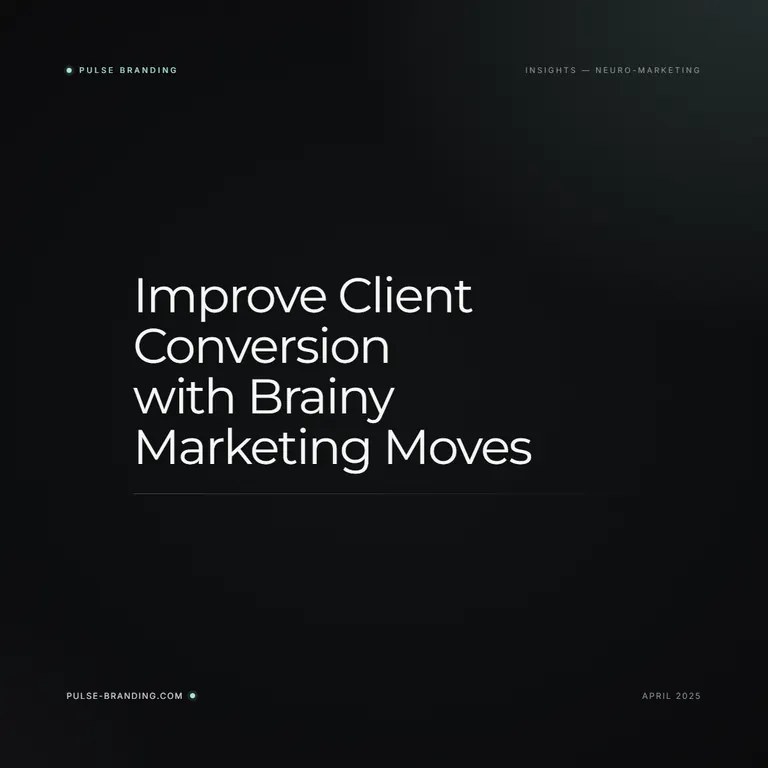 PULSE BRANDING
INSIGHTS — NEURO-MARKETING
Improve Client
Conversion
with Brainy
Marketing Moves
PULSE-BRANDING.COM
APRIL 2025